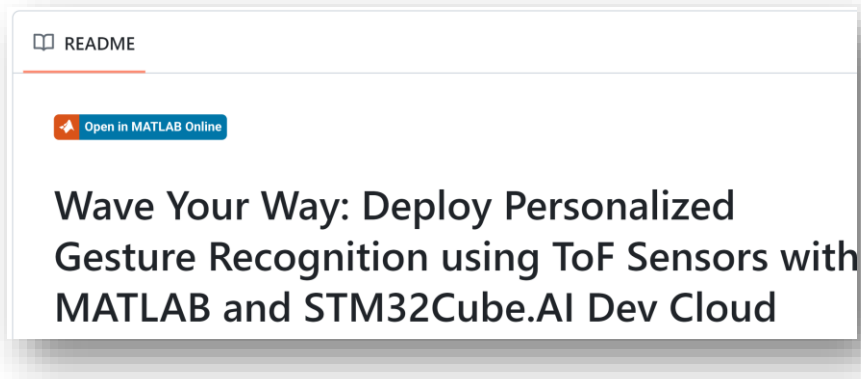 README
Open in MATLAB Online
Wave Your Way: Deploy Personalized
Gesture Recognition using ToF Sensors with
MATLAB and STM32Cube.AI Dev Cloud